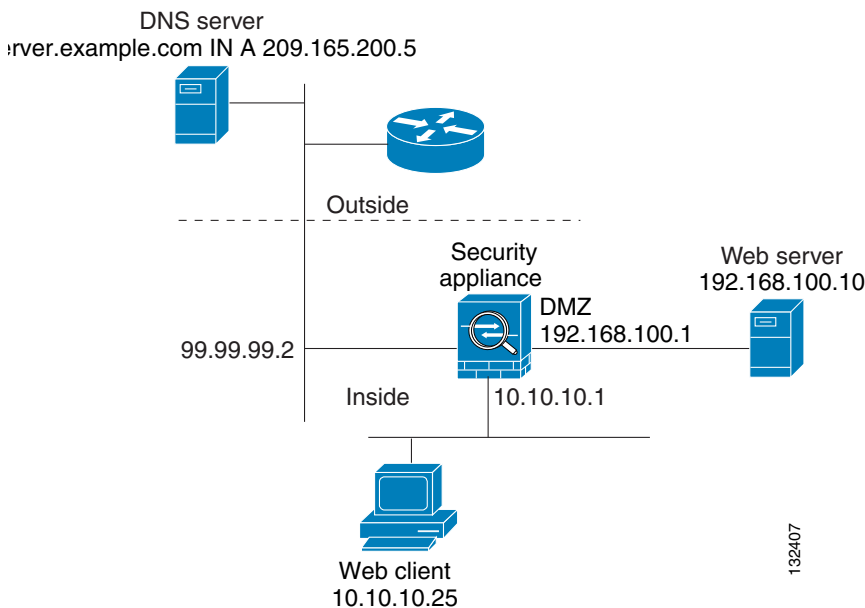 DNS server
erver.example.com IN A 209.165.200.5
Outside
Security
appliance
Web server
192.168.100.10
DMZ
192.168.100.1
99.99.99.2
Inside
10.10.10.1
Web client
10.10.10.25
132407